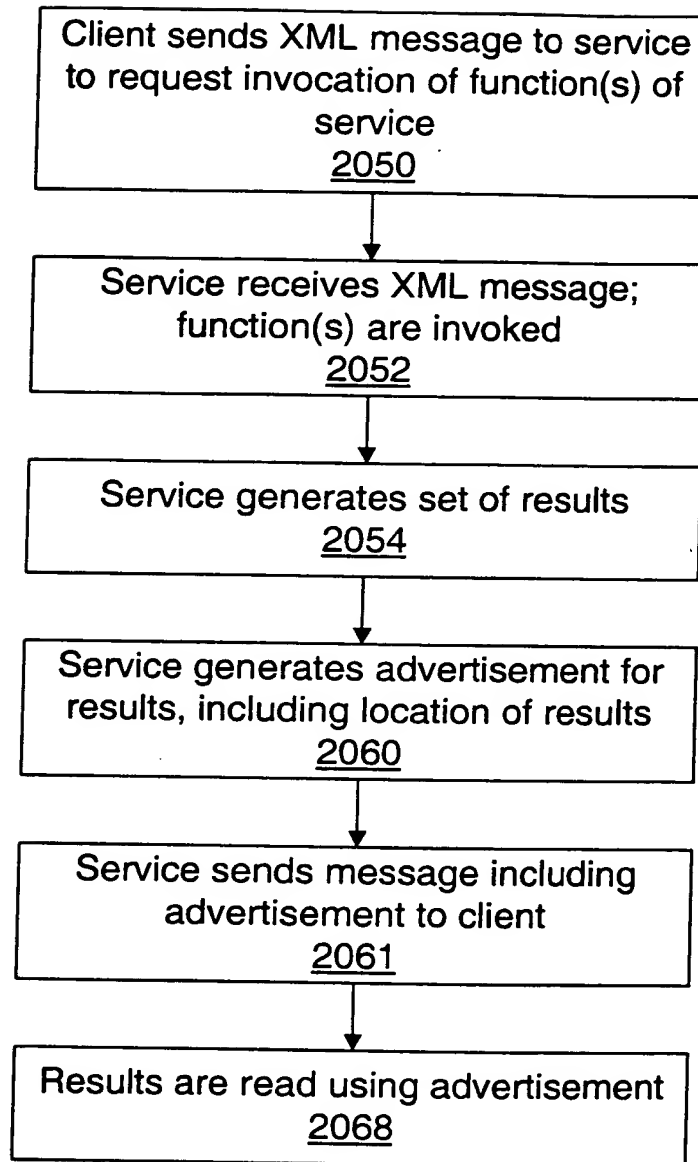 Client sends XML message to service
to request invocation of function(s) of
service
2050
Service receives XML message;
function(s) are invoked
2052
Service generates set of results
2054
Service generates advertisement for
results, including location of results
2060
Service sends message including
advertisement to client
2061
Results are read using advertisement
2068